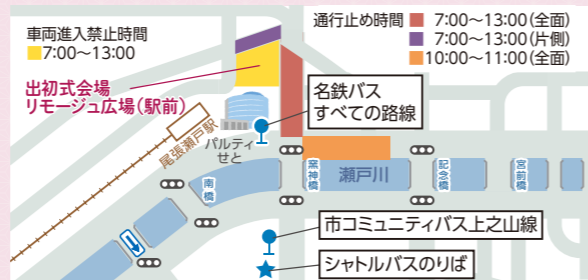 車両進入禁止時間
7:00〜13:00
通行止め時間
7:00〜13:00(全面)
7:00〜13:00(片側)
10:00〜11:00(全面)
出初式会場
リモージュ広場(駅前)
名鉄バス
すべての路線
尾張瀬戸駅
パルティ
せと
南橋
窯神橋
瀬戸川
記念橋
宮前橋
市コミュニティバス上之山線
シャトルバスのりば